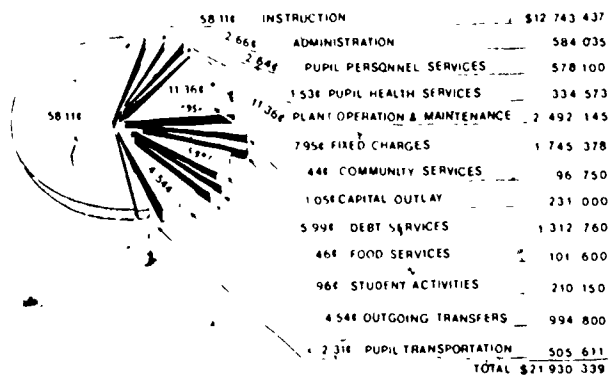 58.11¢ INSTRUCTION $12 743 437
2.66¢ ADMINISTRATION 584 035
2.64¢ PUPIL PERSONNEL SERVICES 578 100
1.53¢ PUPIL HEALTH SERVICES 334 573
11.36¢ PLANT OPERATION & MAINTENANCE 2 492 145
7.95¢ FIXED CHARGES 1 745 378
.44¢ COMMUNITY SERVICES 96 750
1.05¢ CAPITAL OUTLAY 231 000
5.99¢ DEBT SERVICES 1 312 760
.46¢ FOOD SERVICES 101 600
.96¢ STUDENT ACTIVITIES 210 150
4.54¢ OUTGOING TRANSFERS 994 800
2.31¢ PUPIL TRANSPORTATION 505 611
TOTAL $21 930 339
58.11¢
11.36¢
7.95¢
5.99¢
4.54¢